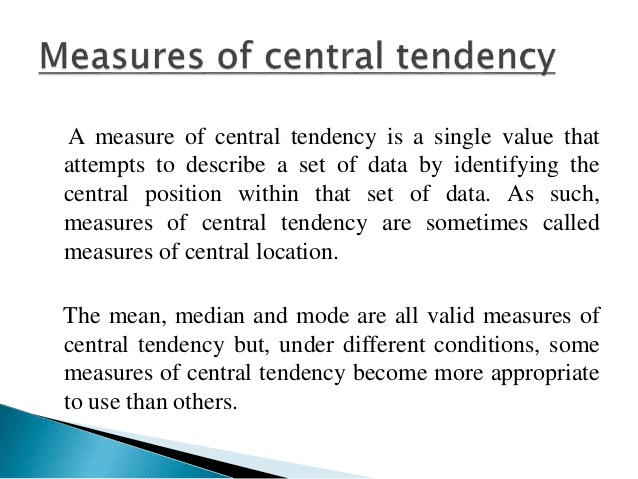 Measures of central tendency
A measure of central tendency is a single value that
attempts to describe a set of data by identifying the
central position within that set of data. As such,
measures of central tendency are sometimes called
measures of central location.
The mean, median and mode are all valid measures of
central tendency but, under different conditions, some
measures of central tendency become more appropriate
to use than others.